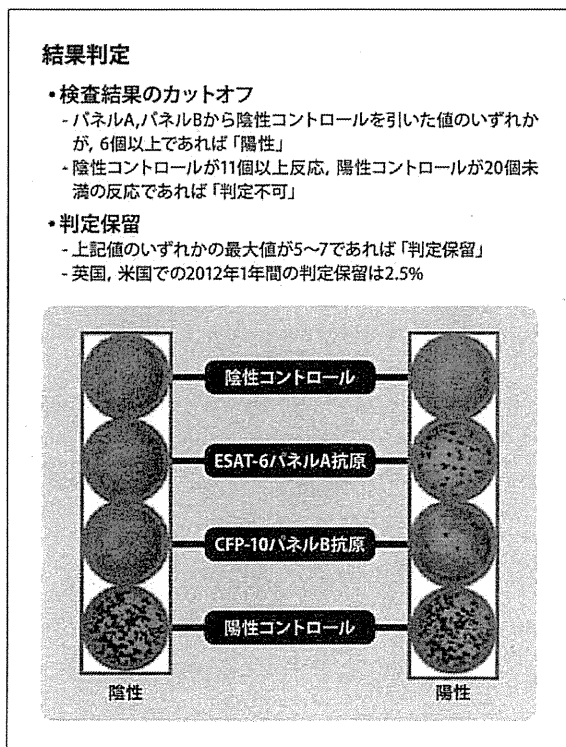 結果判定
・検査結果のカットオフ
- パネルA,パネルBから陰性コントロールを引いた値のいずれか
が, 6個以上であれば「陽性」
- 陰性コントロールが11個以上反応, 陽性コントロールが20個未
満の反応であれば「判定不可」
・判定保留
- 上記値のいずれかの最大値が5～7であれば「判定保留」
- 英国, 米国での2012年1年間の判定保留は2.5%
陰性コントロール
ESAT-6パネルA抗原
CFP-10パネルB抗原
陽性コントロール
陰性
陽性